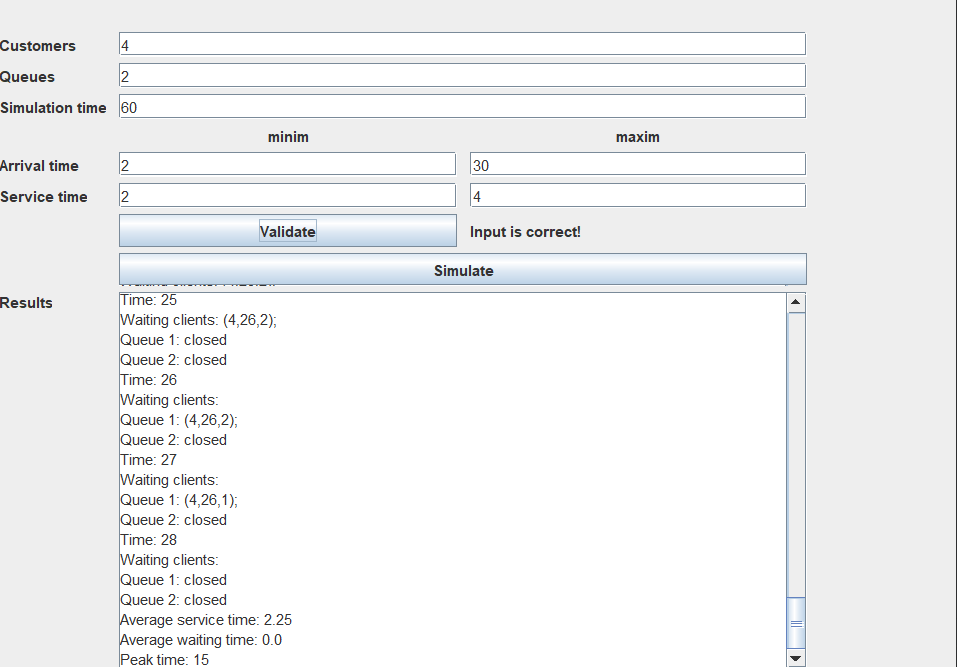 Customers 4
Queues 2
Simulation time 60
minim maxim
Arrival time 2 30
Service time 2 4
Validate Input is correct!
Simulate
Results
Time: 25
Waiting clients: (4,26,2);
Queue 1: closed
Queue 2: closed
Time: 26
Waiting clients:
Queue 1: (4,26,2);
Queue 2: closed
Time: 27
Waiting clients:
Queue 1: (4,26,1);
Queue 2: closed
Time: 28
Waiting clients:
Queue 1: closed
Queue 2: closed
Average service time: 2.25
Average waiting time: 0.0
Peak time: 15